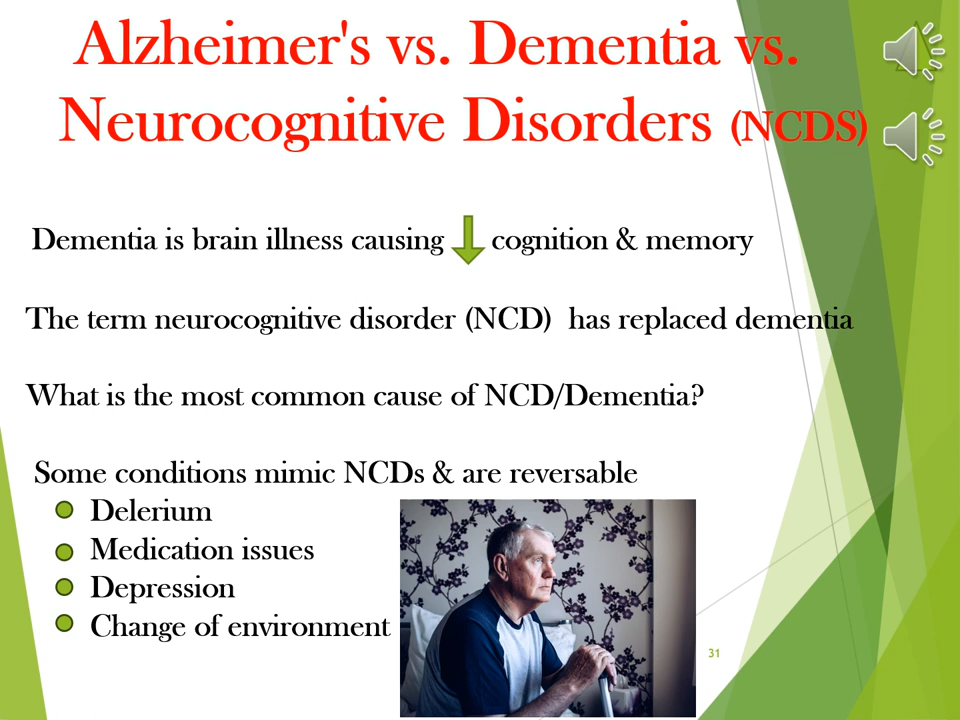 Alzheimer's vs. Dementia vs.
Neurocognitive Disorders (NCDS)
Dementia is brain illness causing cognition & memory
The term neurocognitive disorder (NCD) has replaced dementia
What is the most common cause of NCD/Dementia?
Some conditions mimic NCDs & are reversable
Delerium
Medication issues
Depression
Change of environment
31